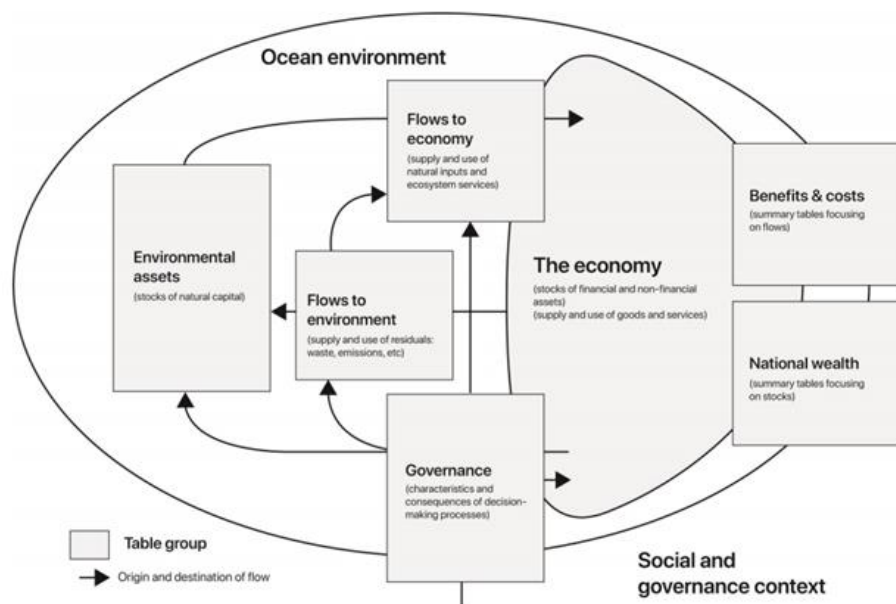 Ocean environment
Flows to
economy
(supply and use of
natural inputs and
ecosystem services)
Benefits & costs
(summary tables focusing
on flows)
Environmental
assets
(stocks of natural capital)
The economy
(stocks of financial and non-financial
assets)
(supply and use of goods and services)
Flows to
environment
(supply and use of residuals:
waste, emissions, etc)
National wealth
(summary tables focusing
on stocks)
Governance
(characteristics and
consequences of decision-
making processes)
Table group
Origin and destination of flow
Social and
governance context